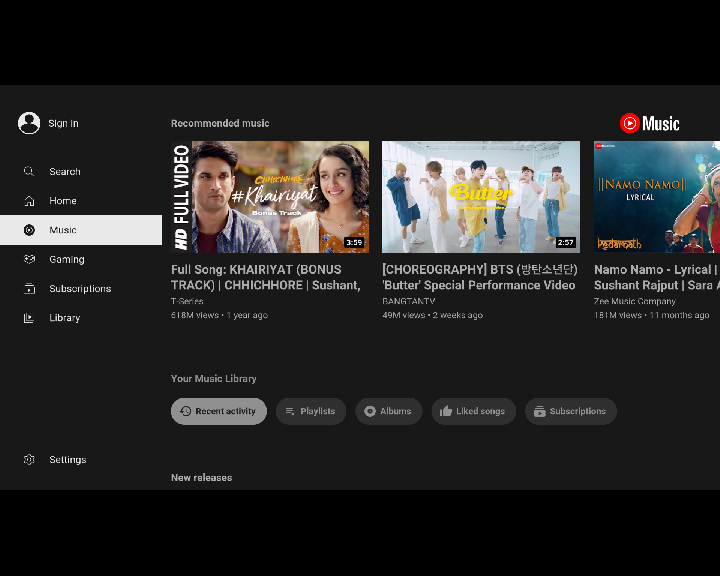 Sign In
Search
Home
Music
Gaming
Subscriptions
Library
Settings
Recommended music
Music
HD FULL VIDEO
CHHICHHORE
#Khairiyat
Bonus Track
3:59
Full Song: KHAIRIYAT (BONUS
TRACK) | CHHICHHORE | Sushant,
T-Series
618M views • 1 year ago
Butter
2:57
[CHOREOGRAPHY] BTS (방탄소년단)
'Butter' Special Performance Video
BANGTANTV
49M views • 2 weeks ago
||NAMO NAMO||
LYRICAL
Namo Namo - Lyrical |
Sushant Rajput | Sara A
Zee Music Company
181M views • 11 months ago
Your Music Library
Recent activity
Playlists
Albums
Liked songs
Subscriptions
New releases